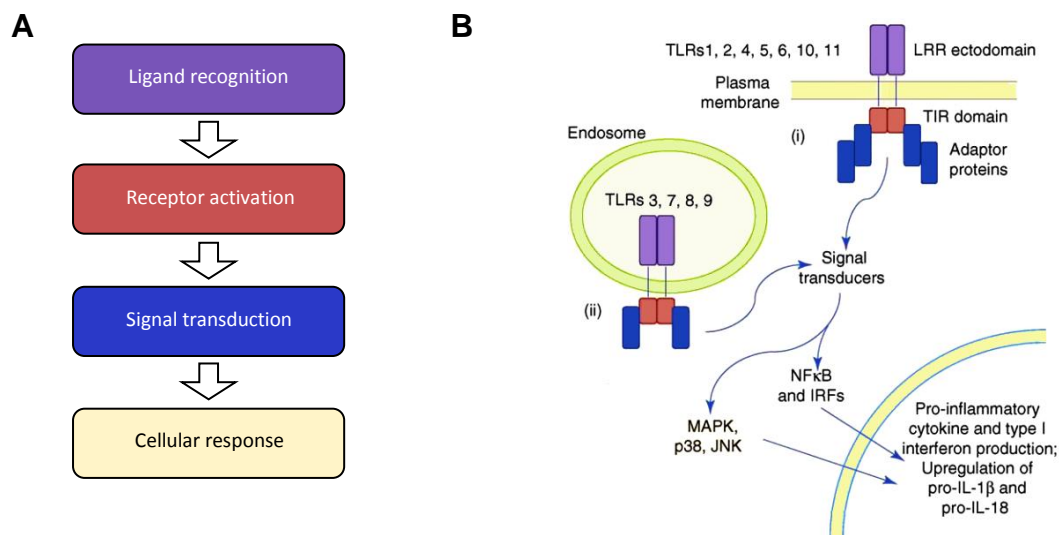 A
Ligand recognition
Receptor activation
Signal transduction
Cellular response
B
TLRs1, 2, 4, 5, 6, 10, 11
LRR ectodomain
Plasma
membrane
TIR domain
(i)
Adaptor
proteins
Endosome
TLRs 3, 7, 8, 9
(ii)
Signal
transducers
NFκB
and IRFs
MAPK,
p38, JNK
Pro-inflammatory
cytokine and type I
interferon production;
Upregulation of
pro-IL-1β and
pro-IL-18